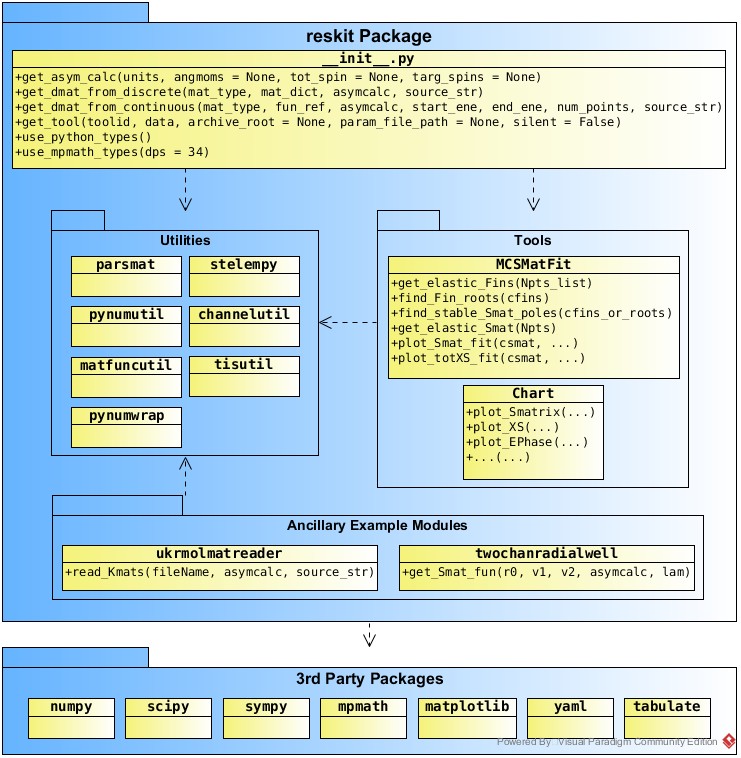 reskit Package
__init__.py
+get_asym_calc(units, angmoms = None, tot_spin = None, targ_spins = None)
+get_dmat_from_discrete(mat_type, mat_dict, asymcalc, source_str)
+get_dmat_from_continuous(mat_type, fun_ref, asymcalc, start_ene, end_ene, num_points, source_str)
+get_tool(toolid, data, archive_root = None, param_file_path = None, silent = False)
+use_python_types()
+use_mpmath_types(dps = 34)
Utilities
parsmat
stelempy
pynumutil
channelutil
matfuncutil
tisutil
pynumwrap
Tools
MCSMatFit
+get_elastic_Fins(Npts_list)
+find_Fin_roots(cfins)
+find_stable_Smat_poles(cfins_or_roots)
+get_elastic_Smat(Npts)
+plot_Smat_fit(csmat, ...)
+plot_totXS_fit(csmat, ...)
Chart
+plot_Smatrix(...)
+plot_XS(...)
+plot_EPhase(...)
+...(...)
Ancillary Example Modules
ukrmolmatreader
+read_Kmats(fileName, asymcalc, source_str)
twochanradialwell
+get_Smat_fun(r0, v1, v2, asymcalc, lam)
3rd Party Packages
numpy
scipy
sympy
mpmath
matplotlib
yaml
tabulate
Powered By Visual Paradigm Community Edition